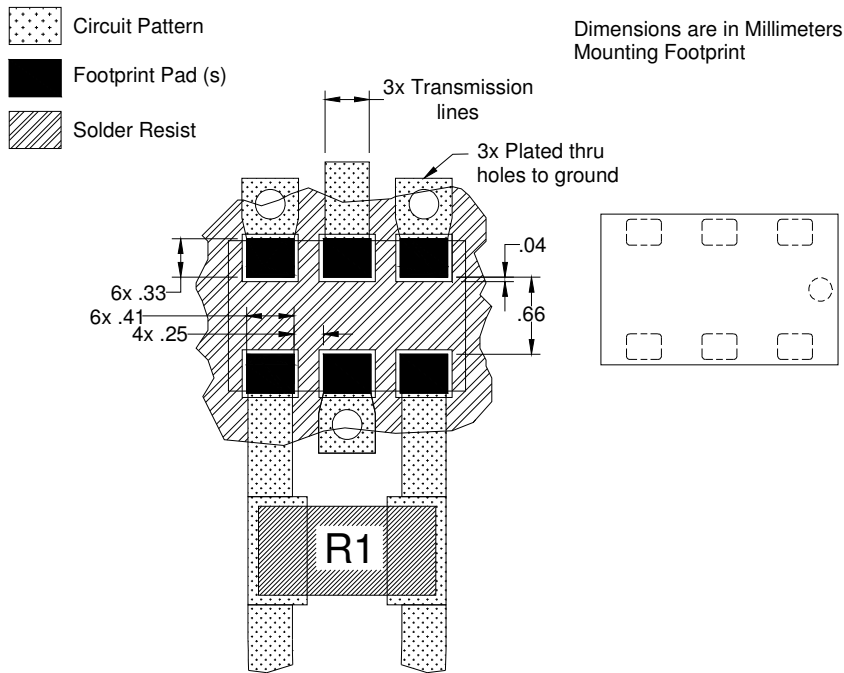 Circuit Pattern
Footprint Pad (s)
Solder Resist
Dimensions are in Millimeters
Mounting Footprint
3x Transmission
lines
3x Plated thru
holes to ground
.04
6x .33
.66
6x .41
4x .25
R1